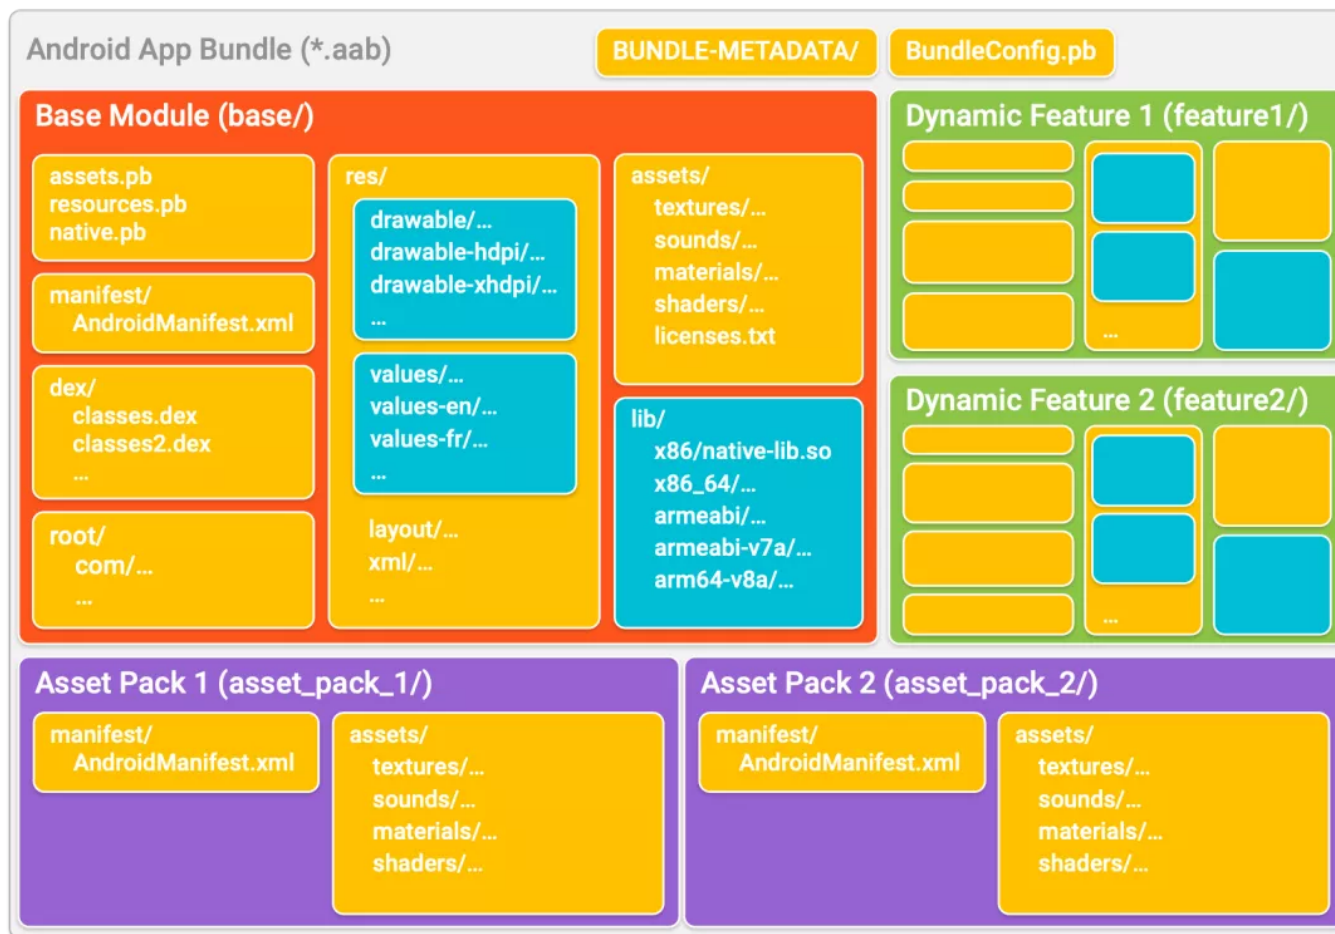 Android App Bundle (*.aab)
BUNDLE-METADATA/
BundleConfig.pb
Base Module (base/)
assets.pb
resources.pb
native.pb
manifest/
AndroidManifest.xml
dex/
classes.dex
classes2.dex
…
root/
com/…
…
res/
drawable/…
drawable-hdpi/…
drawable-xhdpi/…
…
values/…
values-en/…
values-fr/…
…
layout/…
xml/…
…
assets/
textures/…
sounds/…
materials/…
shaders/…
licenses.txt
lib/
x86/native-lib.so
x86_64/…
armeabi/…
armeabi-v7a/…
arm64-v8a/…
Dynamic Feature 1 (feature1/)
…
Dynamic Feature 2 (feature2/)
…
Asset Pack 1 (asset_pack_1/)
manifest/
AndroidManifest.xml
assets/
textures/…
sounds/…
materials/…
shaders/…
Asset Pack 2 (asset_pack_2/)
manifest/
AndroidManifest.xml
assets/
textures/…
sounds/…
materials/…
shaders/…